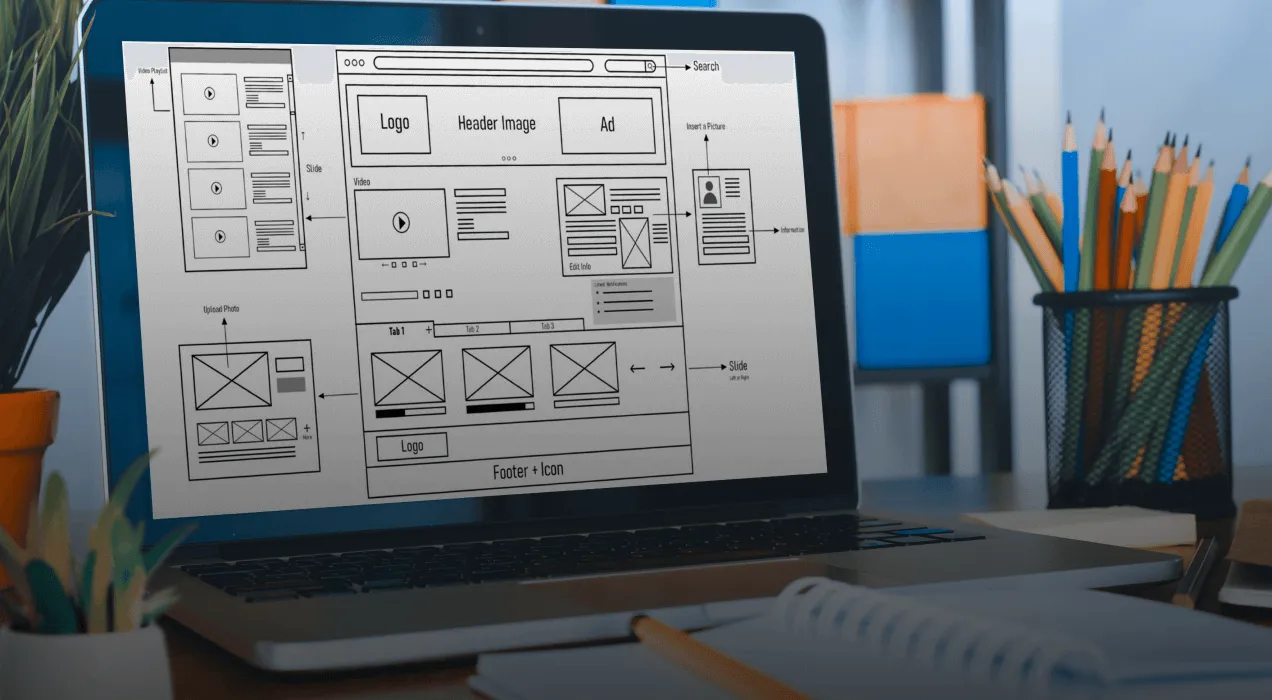 Video Playlist
Slide
Upload Photo
More
Search
Logo
Header Image
Ad
Video
Edit Info
Latest Notification
Tab 1
+
Tab 2
Tab 3
Logo
Footer + Icon
Insert a Picture
Information
Slide
Left or Right